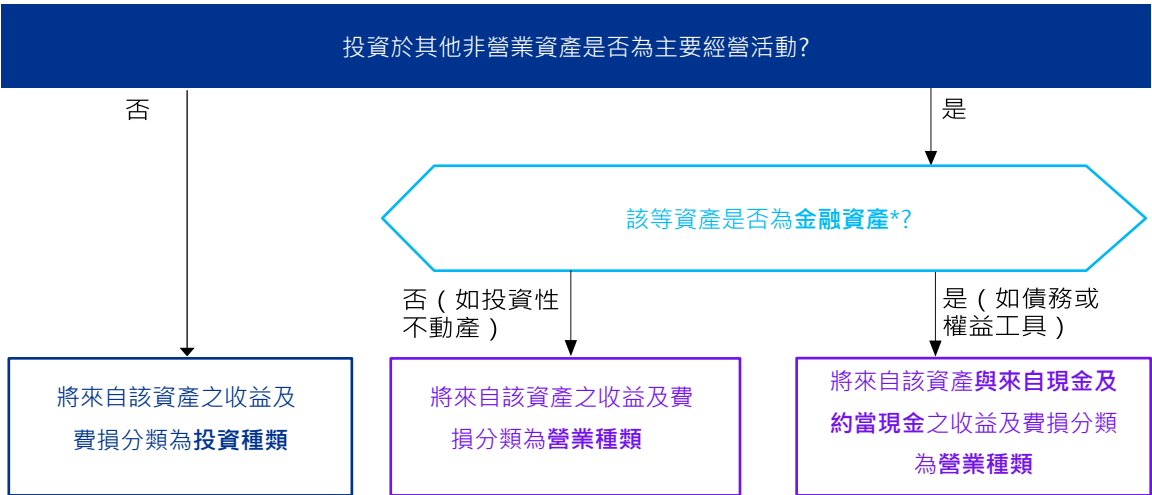 投資於其他非營業資產是否為主要經營活動?
否
是
該等資產是否為金融資產*?
否（如投資性
不動產）
是（如債務或
權益工具）
將來自該資產之收益及
費損分類為投資種類
將來自該資產之收益及費
損分類為營業種類
將來自該資產與來自現金及
約當現金之收益及費損分類
為營業種類